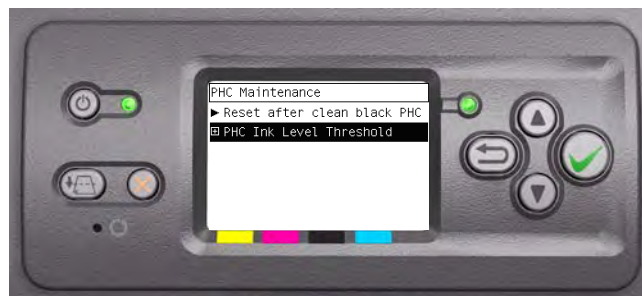 PHC Maintenance
Reset after clean black PHC
PHC Ink Level Threshold